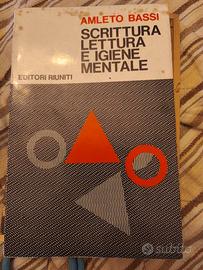 AMLETO BASSI
SCRITTURA
LETTURA
E IGIENE
MENTALE
EDITORI RIUNITI
subito